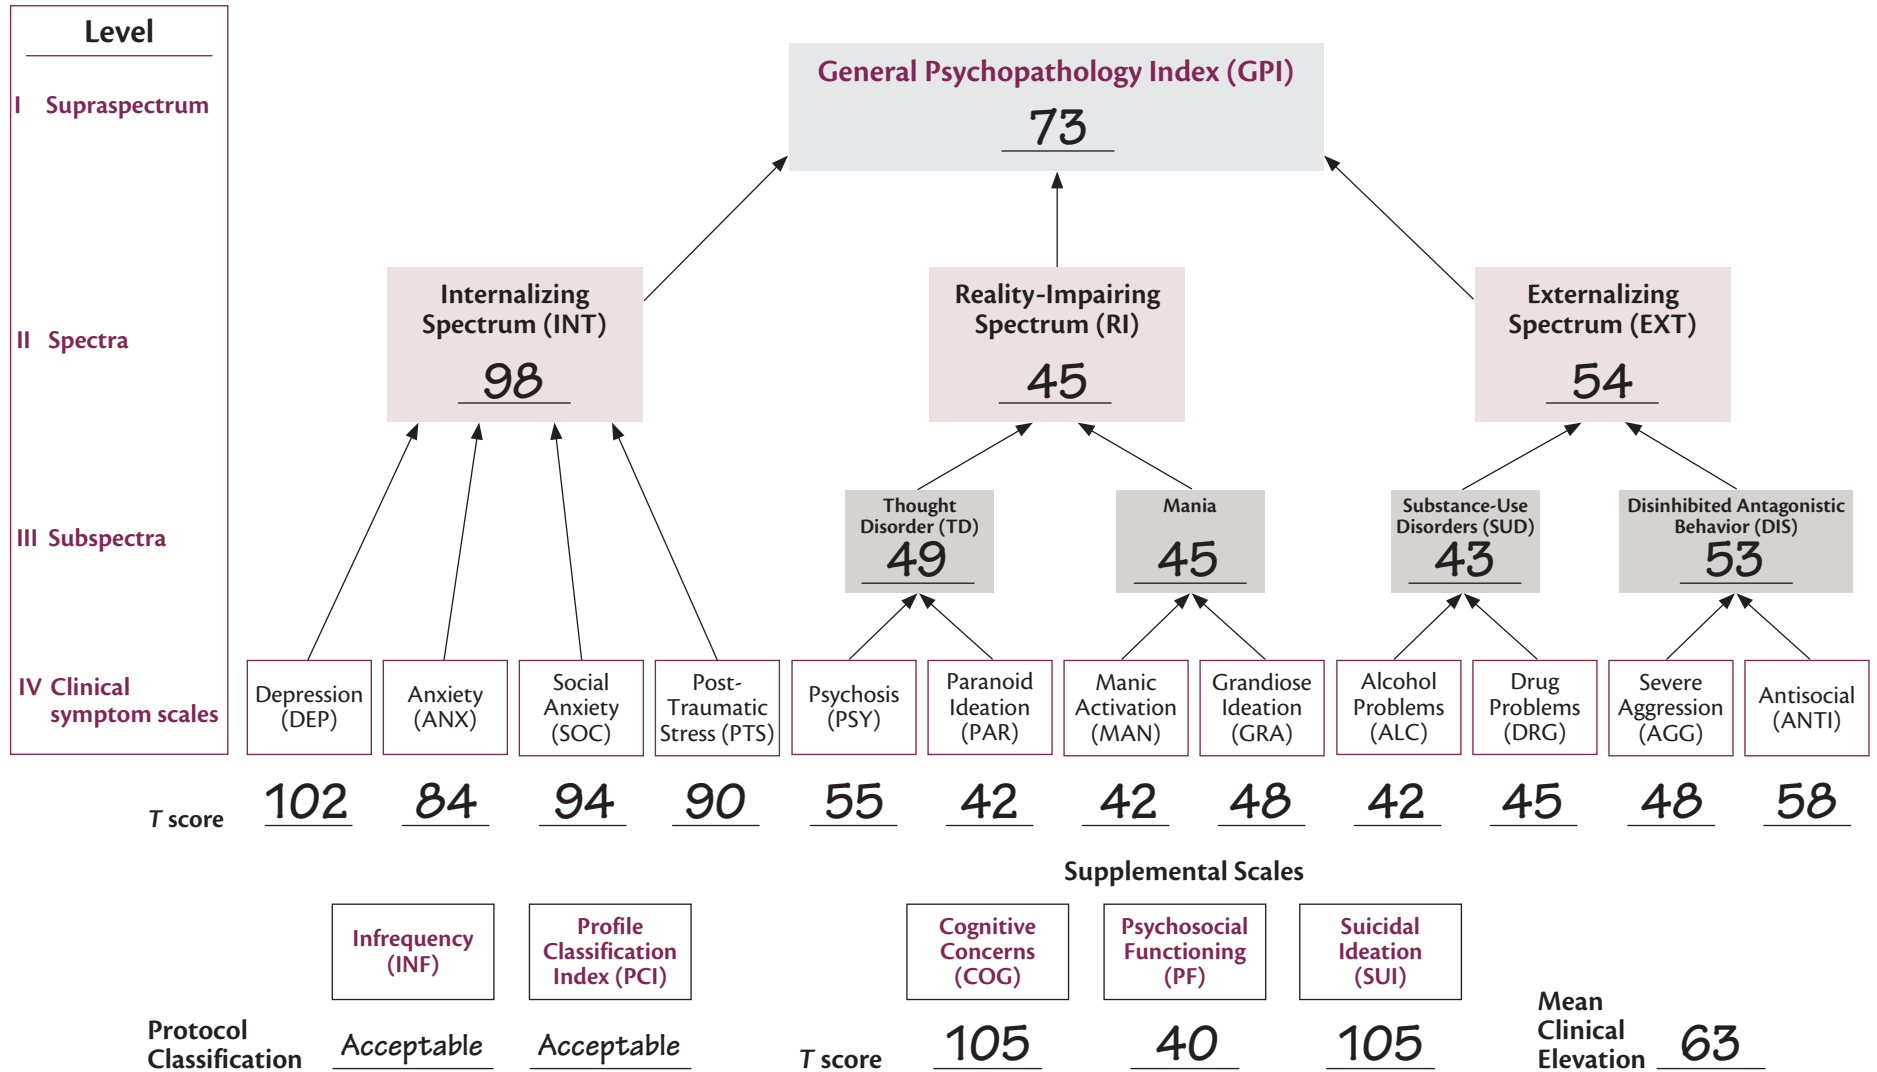 Level
I Supraspectrum
General Psychopathology Index (GPI)
73
II Spectra
Internalizing
Spectrum (INT)
98
Reality-Impairing
Spectrum (RI)
45
Externalizing
Spectrum (EXT)
54
III Subspectra
Thought
Disorder (TD)
49
Mania
45
Substance-Use
Disorders (SUD)
43
Disinhibited Antagonistic
Behavior (DIS)
53
IV Clinical
symptom scales
Depression
(DEP)
Anxiety
(ANX)
Social
Anxiety
(SOC)
Post-
Traumatic
Stress (PTS)
Psychosis
(PSY)
Paranoid
Ideation
(PAR)
Manic
Activation
(MAN)
Grandiose
Ideation
(GRA)
Alcohol
Problems
(ALC)
Drug
Problems
(DRG)
Severe
Aggression
(AGG)
Antisocial
(ANTI)
T score 102 84 94 90 55 42 42 48 42 45 48 58
Supplemental Scales
Infrequency
(INF)
Profile
Classification
Index (PCI)
Cognitive
Concerns
(COG)
Psychosocial
Functioning
(PF)
Suicidal
Ideation
(SUI)
Protocol
Classification Acceptable Acceptable
T score 105 40 105
Mean
Clinical
Elevation 63